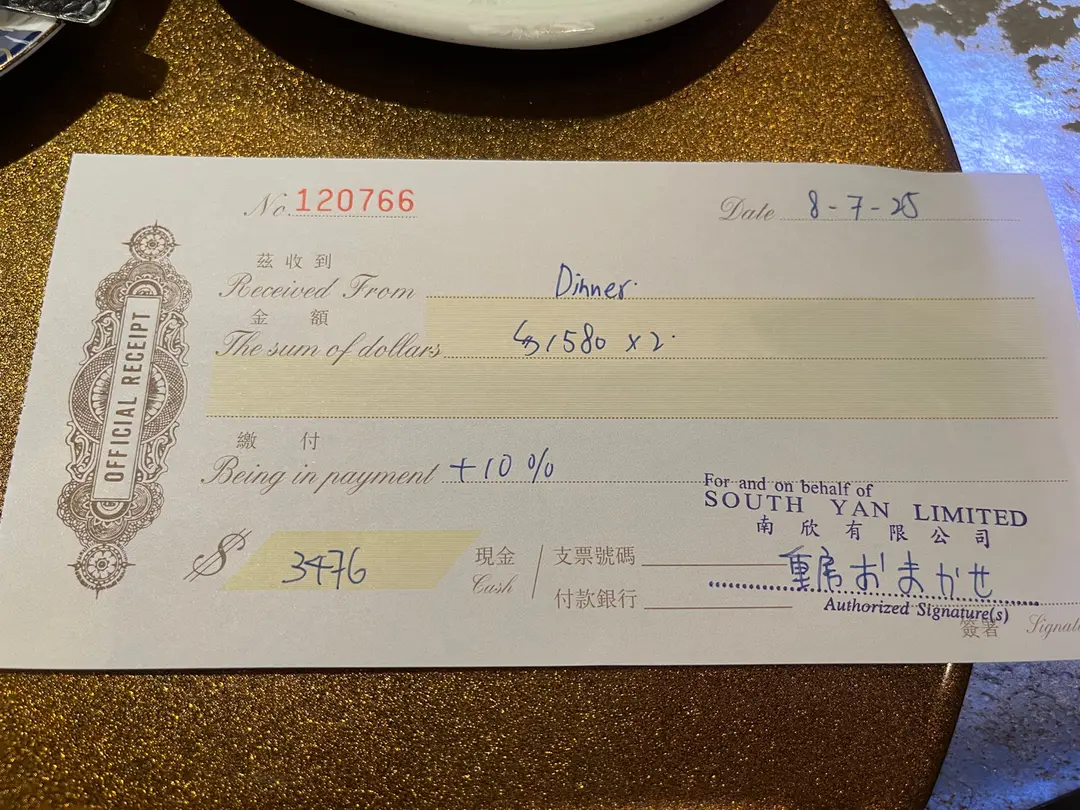 No. 120766
Date 8-7-25
OFFICIAL RECEIPT
茲收到
Received From Dinner.
金額
The sum of dollars $1580 x 2.
繳付
Being in payment +10%
For and on behalf of
SOUTH YAN LIMITED
南欣有限公司
$ 3476
現金
Cash
支票號碼
付款銀行
おまかせ
Authorized Signature(s)
簽署